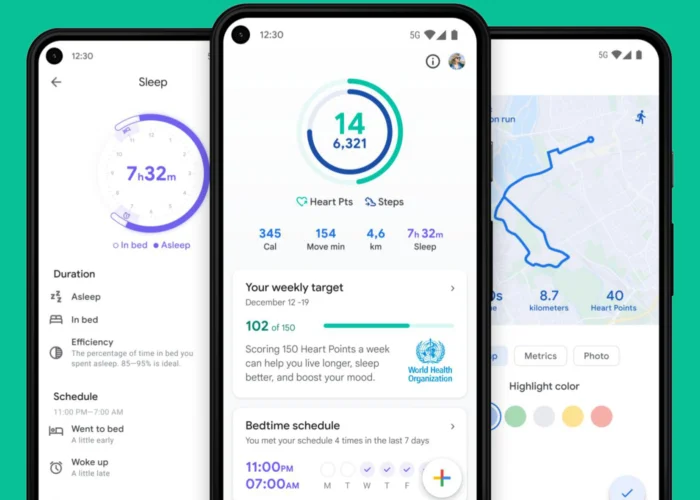 12:30
Sleep
7h32m
In bed
Asleep
Duration
Asleep
In bed
Efficiency
The percentage of time in bed you
spent asleep. 85–95% is ideal.
Schedule
11:00 PM–7:00 AM
Went to bed
A little early
Woke up
A little late
12:30
5G
14
6,321
Heart Pts
Steps
345
Cal
154
Move min
4,6
km
7h 32m
Sleep
Your weekly target
December 12 -19
102 of 150
Scoring 150 Heart Points a week
can help you live longer, sleep
better, and boost your mood.
World Health
Organization
Bedtime schedule
You met your schedule 4 times in the last 7 days
11:00PM
07:00AM
M T W T F
5G
on run
8.7
kilometers
40
Heart Points
Metrics
Photo
Highlight color